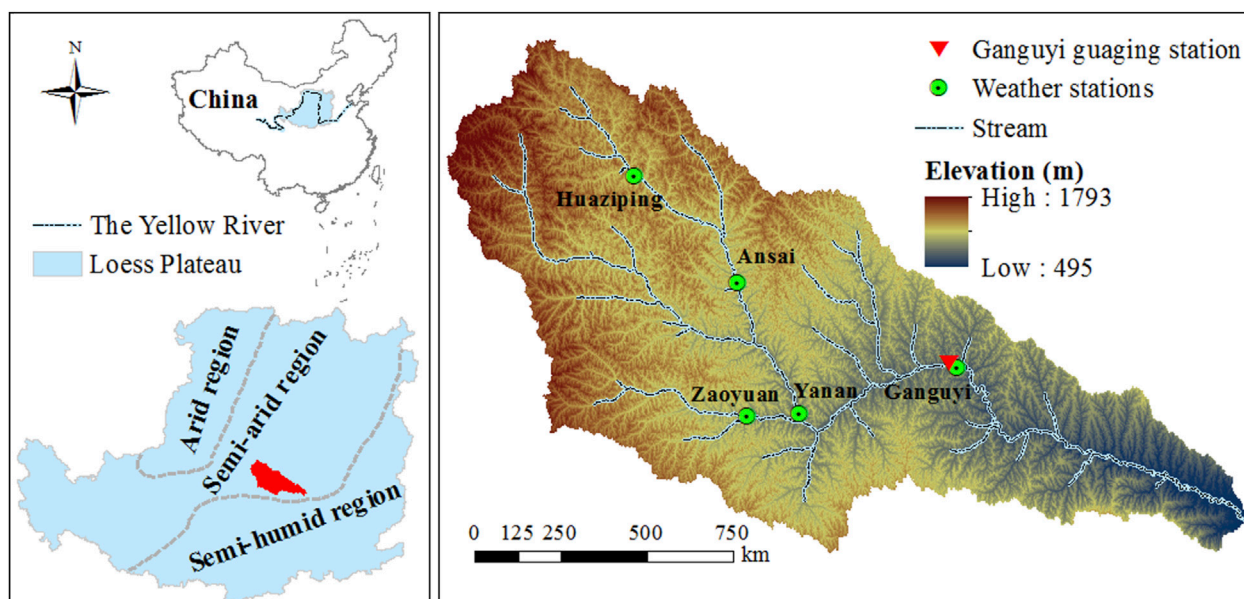 N
China
The Yellow River
Loess Plateau
Arid region
Semi-arid region
Semi-humid region
Ganguyi guaging station
Weather stations
Stream
Elevation (m)
High : 1793
Low : 495
Huaziping
Ansai
Zaoyuan
Yanan
Ganguyi
0 125 250 500 750
km